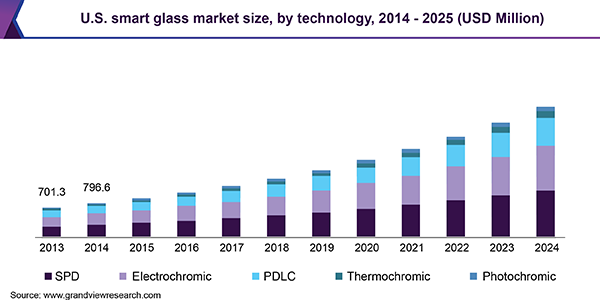 U.S. smart glass market size, by technology, 2014 - 2025 (USD Million)
701.3
796.6
2013 2014 2015 2016 2017 2018 2019 2020 2021 2022 2023 2024
SPD Electrochromic PDLC Thermochromic Photochromic
Source: www.grandviewresearch.com